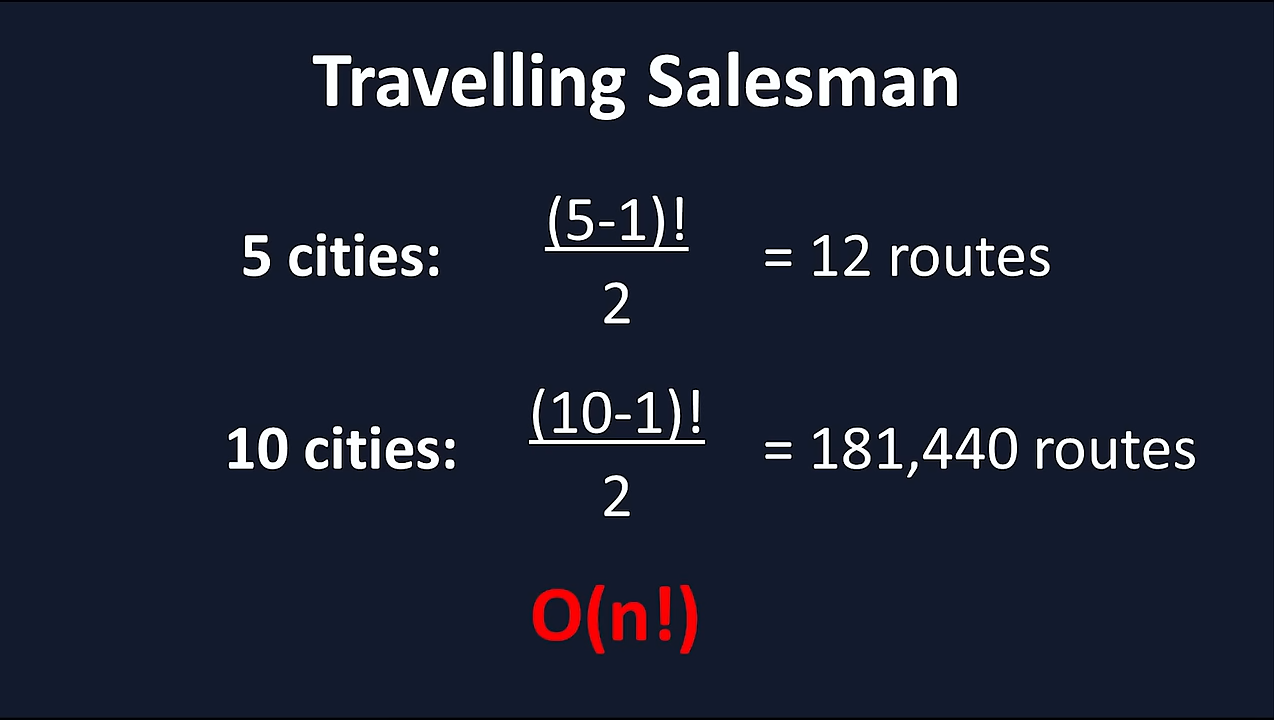 Travelling Salesman
5 cities: (5-1)! = 12 routes
2
10 cities: (10-1)! = 181,440 routes
2
O(n!)